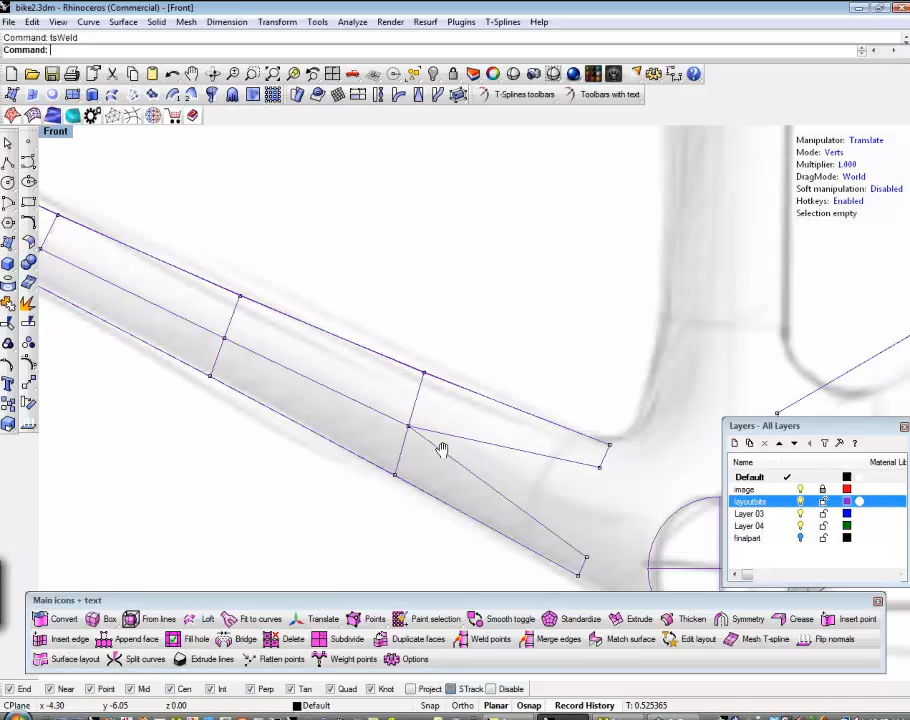 bike2.3dm - Rhinoceros (Commercial) - [Front]
File Edit View Curve Surface Solid Mesh Dimension Transform Tools Analyze Render Resurf Plugins T-Splines Help
Command: tsWeld
Command:
T-Splines toolbars Toolbars with text
Front
Manipulator: Translate
Mode: Verts
Multiplier: 1.000
DragMode: World
Soft manipulation: Disabled
Hotkeys: Enabled
Selection empty
Layers - All Layers
Name Material Lib
Default
image
layoutbits
Layer 03
Layer 04
finalpart
Main icons + text
Convert Box From lines Loft Fit to curves Translate Points Paint selection Smooth toggle Standardize Extrude Thicken Symmetry Crease Insert point
Insert edge Append face Fill hole Bridge Delete Subdivide Duplicate faces Weld points Merge edges Match surface Edit layout Mesh T-spline Flip normals
Surface layout Split curves Extrude lines Flatten points Weight points Options
End Near Point Mid Cen Int Perp Tan Quad Knot Project STrack Disable
CPlane x -4.30 y -6.05 z 0.00 Default Snap Ortho Planar Osnap Record History T: 0.525365